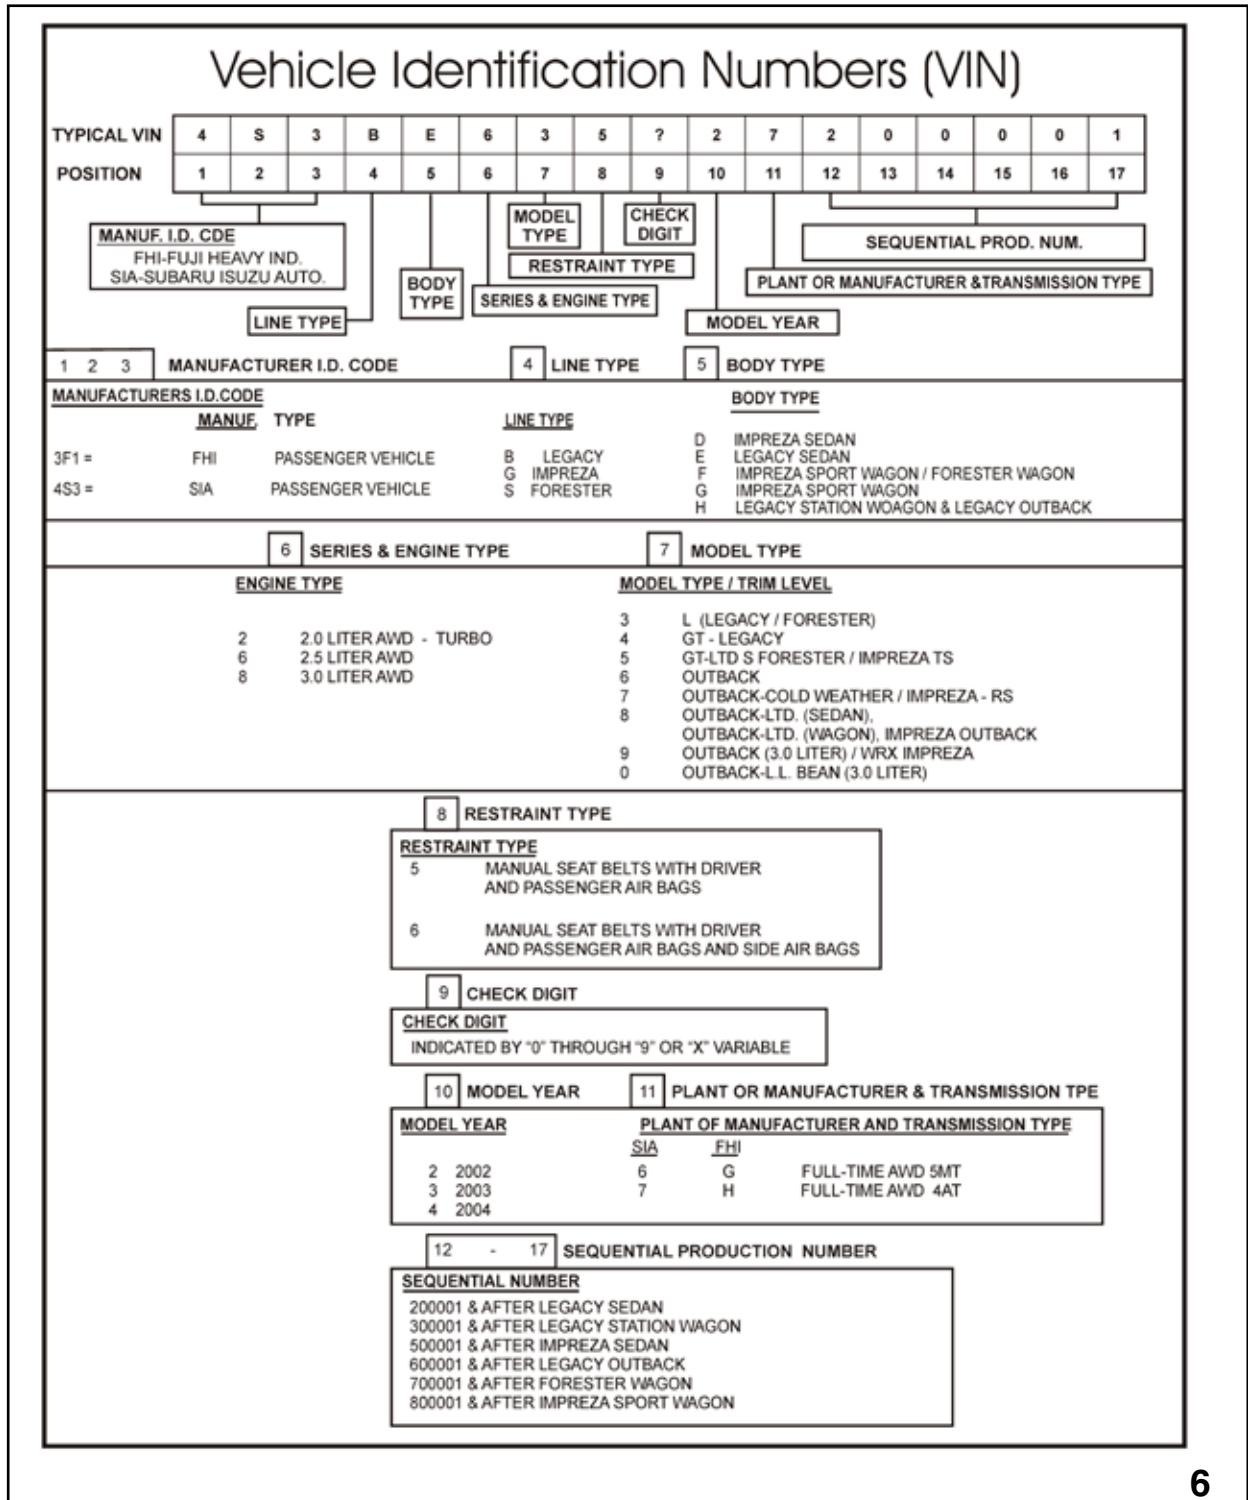 Vehicle Identification Numbers (VIN)
TYPICAL VIN 4 S 3 B E 6 3 5 ? 2 7 2 0 0 0 0 1
POSITION 1 2 3 4 5 6 7 8 9 10 11 12 13 14 15 16 17
MANUF. I.D. CDE
FHI-FUJI HEAVY IND.
SIA-SUBARU ISUZU AUTO.
LINE TYPE
BODY
TYPE
SERIES & ENGINE TYPE
MODEL
TYPE
RESTRAINT TYPE
CHECK
DIGIT
MODEL YEAR
PLANT OR MANUFACTURER &TRANSMISSION TYPE
SEQUENTIAL PROD. NUM.
1 2 3 MANUFACTURER I.D. CODE 4 LINE TYPE 5 BODY TYPE
MANUFACTURERS I.D.CODE
MANUF. TYPE
3F1 = FHI PASSENGER VEHICLE
4S3 = SIA PASSENGER VEHICLE
LINE TYPE
B LEGACY
G IMPREZA
S FORESTER
BODY TYPE
D IMPREZA SEDAN
E LEGACY SEDAN
F IMPREZA SPORT WAGON / FORESTER WAGON
G IMPREZA SPORT WAGON
H LEGACY STATION WOAGON & LEGACY OUTBACK
6 SERIES & ENGINE TYPE 7 MODEL TYPE
ENGINE TYPE
2 2.0 LITER AWD - TURBO
6 2.5 LITER AWD
8 3.0 LITER AWD
MODEL TYPE / TRIM LEVEL
3 L (LEGACY / FORESTER)
4 GT - LEGACY
5 GT-LTD S FORESTER / IMPREZA TS
6 OUTBACK
7 OUTBACK-COLD WEATHER / IMPREZA - RS
8 OUTBACK-LTD. (SEDAN),
OUTBACK-LTD. (WAGON), IMPREZA OUTBACK
9 OUTBACK (3.0 LITER) / WRX IMPREZA
0 OUTBACK-L.L. BEAN (3.0 LITER)
8 RESTRAINT TYPE
RESTRAINT TYPE
5 MANUAL SEAT BELTS WITH DRIVER
AND PASSENGER AIR BAGS
6 MANUAL SEAT BELTS WITH DRIVER
AND PASSENGER AIR BAGS AND SIDE AIR BAGS
9 CHECK DIGIT
CHECK DIGIT
INDICATED BY "0" THROUGH "9" OR "X" VARIABLE
10 MODEL YEAR 11 PLANT OR MANUFACTURER & TRANSMISSION TPE
MODEL YEAR
2 2002
3 2003
4 2004
PLANT OF MANUFACTURER AND TRANSMISSION TYPE
SIA FHI
6 G FULL-TIME AWD 5MT
7 H FULL-TIME AWD 4AT
12 - 17 SEQUENTIAL PRODUCTION NUMBER
SEQUENTIAL NUMBER
200001 & AFTER LEGACY SEDAN
300001 & AFTER LEGACY STATION WAGON
500001 & AFTER IMPREZA SEDAN
600001 & AFTER LEGACY OUTBACK
700001 & AFTER FORESTER WAGON
800001 & AFTER IMPREZA SPORT WAGON
6